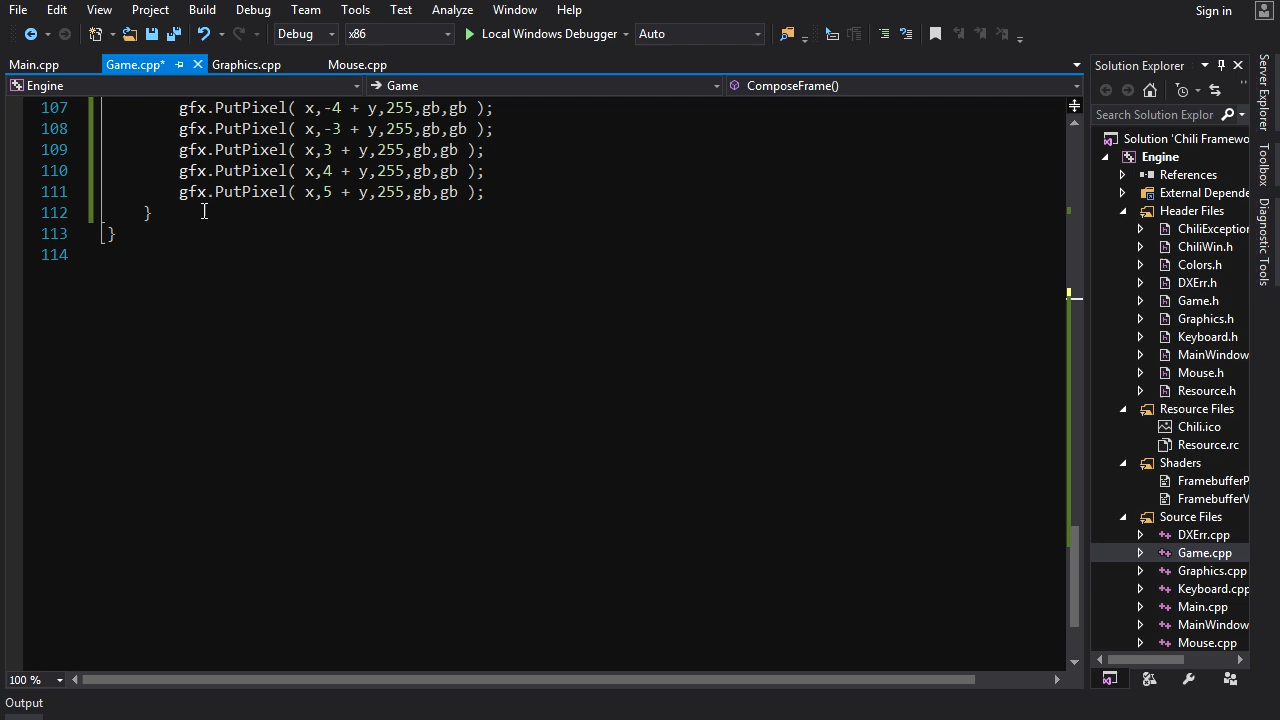 File Edit View Project Build Debug Team Tools Test Analyze Window Help Sign in
Debug x86 Local Windows Debugger Auto
Main.cpp Game.cpp* Graphics.cpp Mouse.cpp
Engine Game ComposeFrame()
107 gfx.PutPixel( x,-4 + y,255,gb,gb );
108 gfx.PutPixel( x,-3 + y,255,gb,gb );
109 gfx.PutPixel( x,3 + y,255,gb,gb );
110 gfx.PutPixel( x,4 + y,255,gb,gb );
111 gfx.PutPixel( x,5 + y,255,gb,gb );
112 }
113 }
114
100 %
Output
Solution Explorer
Search Solution Explor
Solution 'Chili Framewo
Engine
References
External Depende
Header Files
ChiliException
ChiliWin.h
Colors.h
DXErr.h
Game.h
Graphics.h
Keyboard.h
MainWindow
Mouse.h
Resource.h
Resource Files
Chili.ico
Resource.rc
Shaders
FramebufferP
FramebufferV
Source Files
DXErr.cpp
Game.cpp
Graphics.cpp
Keyboard.cpp
Main.cpp
MainWindow
Mouse.cpp
Server Explorer
Toolbox
Diagnostic Tools